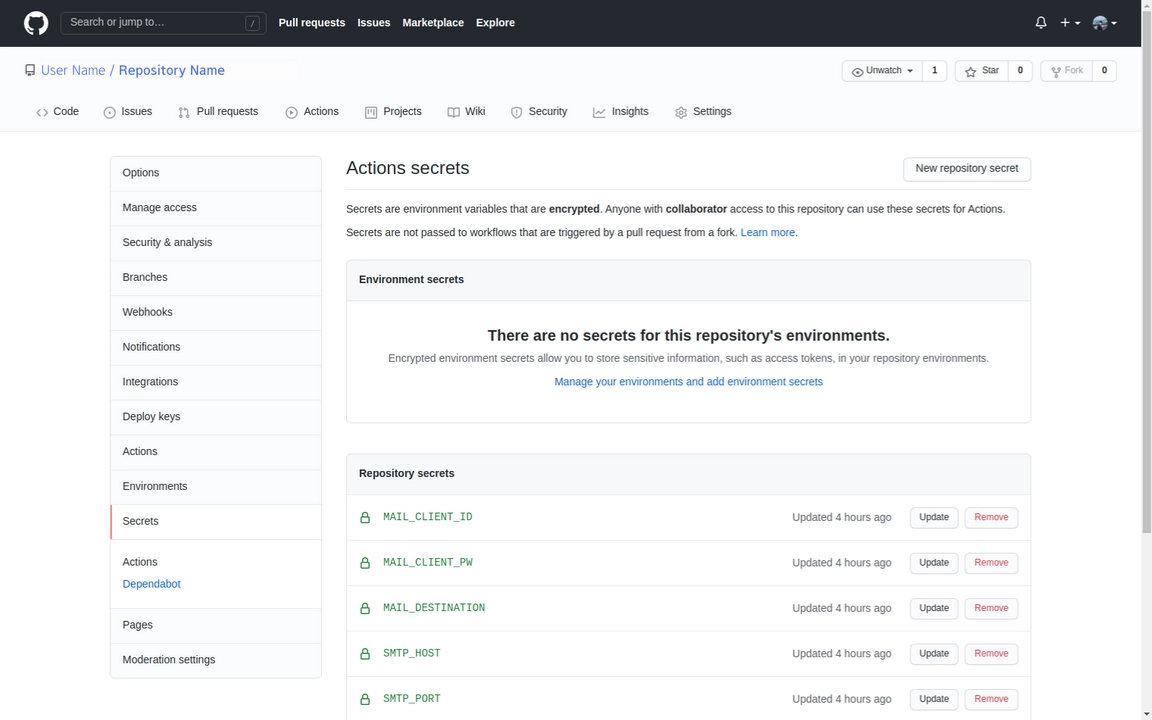 Search or jump to… /
Pull requests Issues Marketplace Explore
User Name / Repository Name
Unwatch 1 Star 0 Fork 0
Code Issues Pull requests Actions Projects Wiki Security Insights Settings
Options
Manage access
Security & analysis
Branches
Webhooks
Notifications
Integrations
Deploy keys
Actions
Environments
Secrets
Actions
Dependabot
Pages
Moderation settings
Actions secrets
New repository secret
Secrets are environment variables that are encrypted. Anyone with collaborator access to this repository can use these secrets for Actions.
Secrets are not passed to workflows that are triggered by a pull request from a fork. Learn more.
Environment secrets
There are no secrets for this repository's environments.
Encrypted environment secrets allow you to store sensitive information, such as access tokens, in your repository environments.
Manage your environments and add environment secrets
Repository secrets
MAIL_CLIENT_ID Updated 4 hours ago Update Remove
MAIL_CLIENT_PW Updated 4 hours ago Update Remove
MAIL_DESTINATION Updated 4 hours ago Update Remove
SMTP_HOST Updated 4 hours ago Update Remove
SMTP_PORT Updated 4 hours ago Update Remove